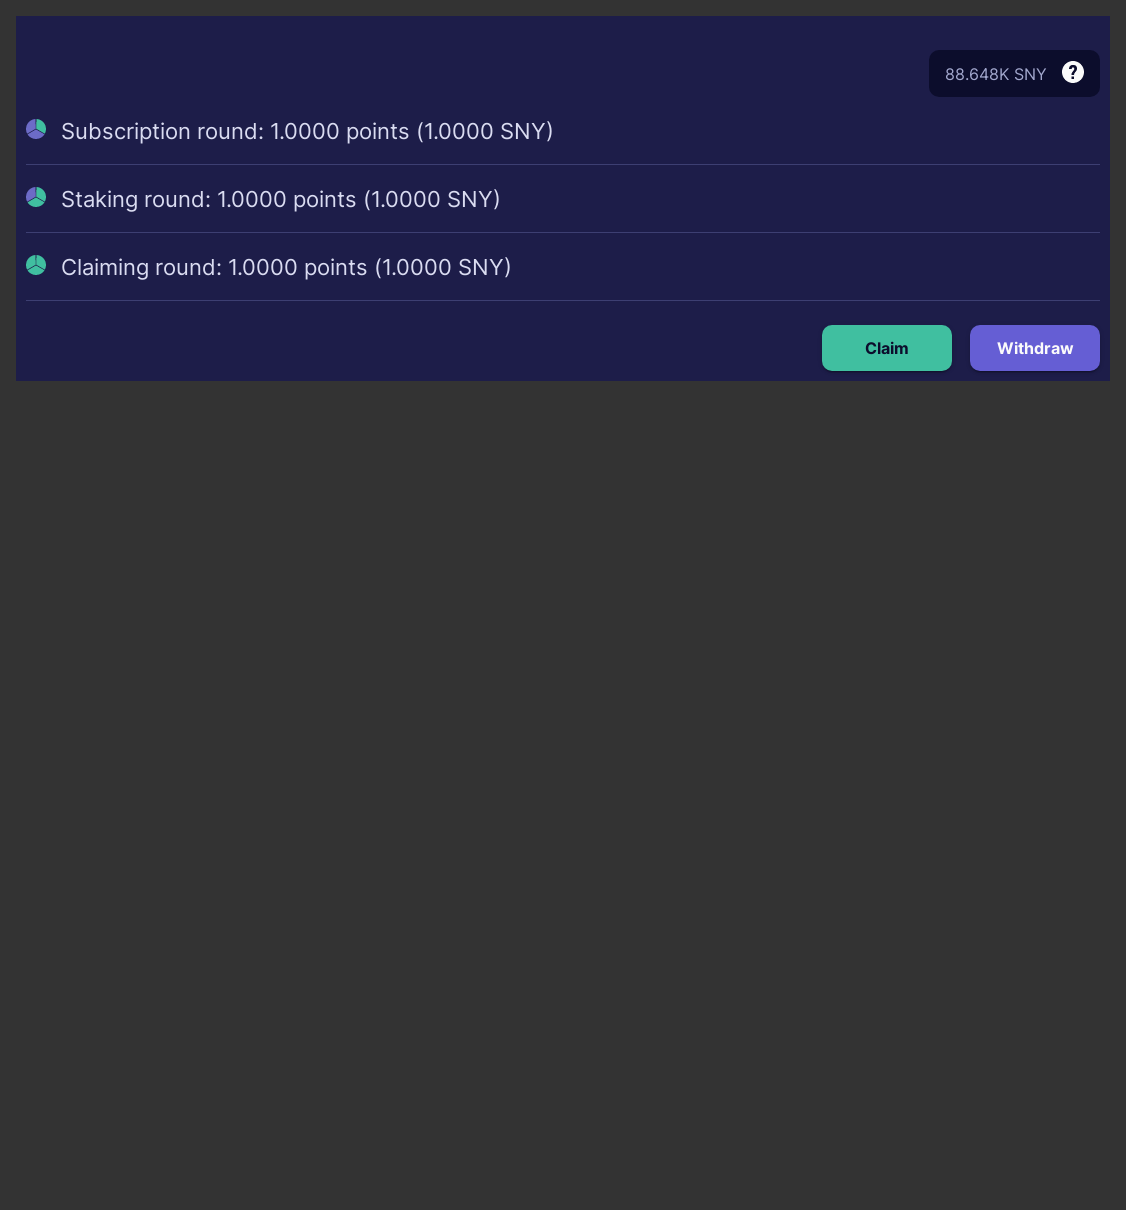 88.648K SNY ?
Subscription round: 1.0000 points (1.0000 SNY)
Staking round: 1.0000 points (1.0000 SNY)
Claiming round: 1.0000 points (1.0000 SNY)
Claim Withdraw